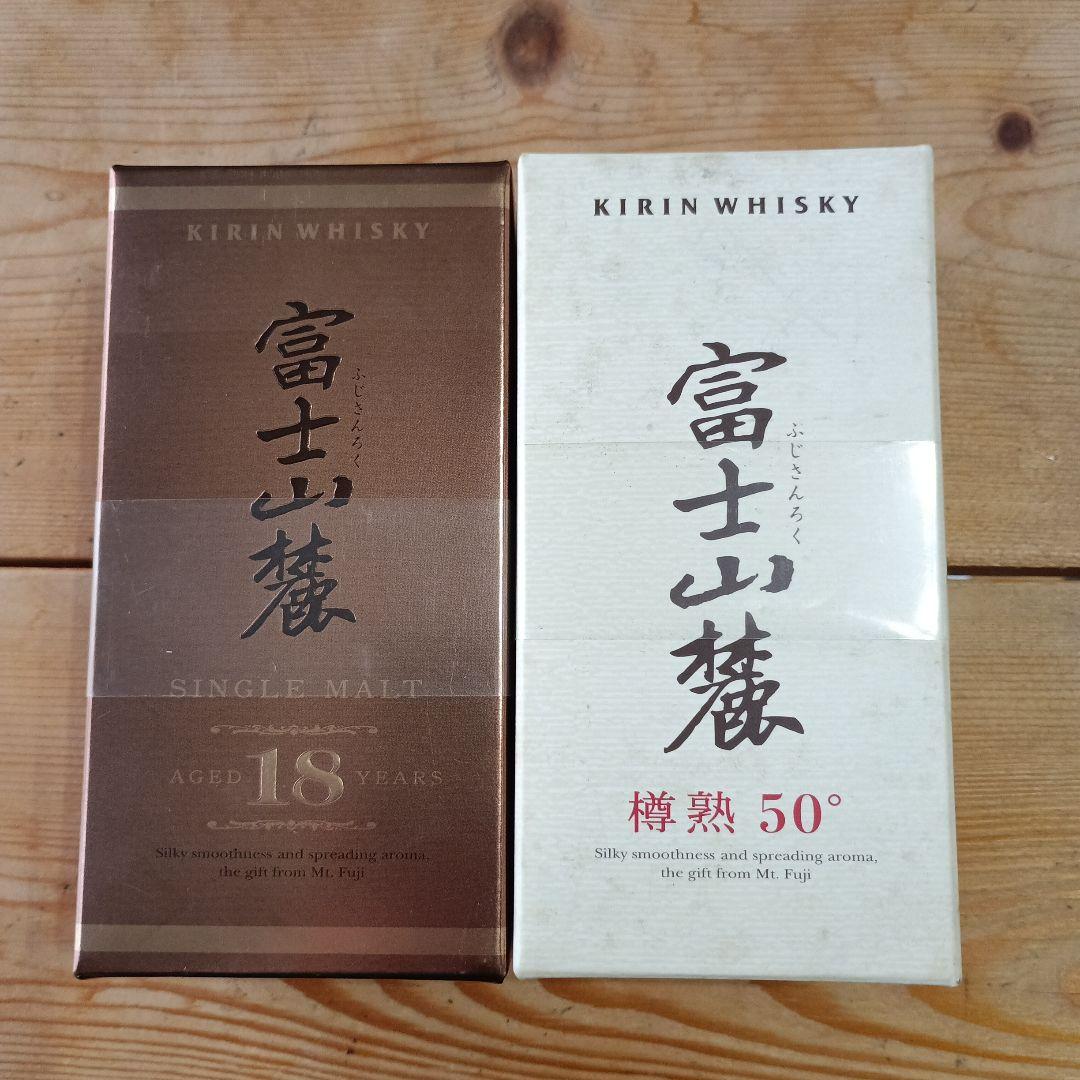 KIRIN WHISKY
富士山麓
ふじさんろく
SINGLE MALT
AGED 18 YEARS
Silky smoothness and spreading aroma,
the gift from Mt. Fuji
KIRIN WHISKY
富士山麓
ふじさんろく
樽熟 50°
Silky smoothness and spreading aroma,
the gift from Mt. Fuji